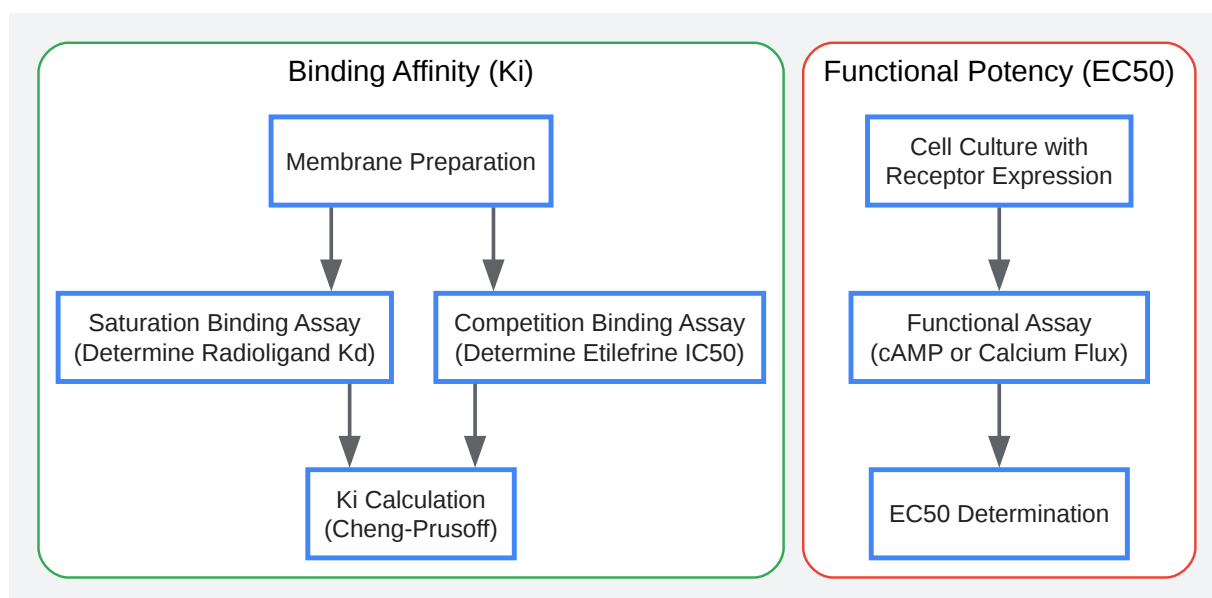 Binding Affinity (Ki)
Membrane Preparation
Saturation Binding Assay
(Determine Radioligand Kd)
Competition Binding Assay
(Determine Etilefrine IC50)
Ki Calculation
(Cheng-Prusoff)
Functional Potency (EC50)
Cell Culture with
Receptor Expression
Functional Assay
(cAMP or Calcium Flux)
EC50 Determination